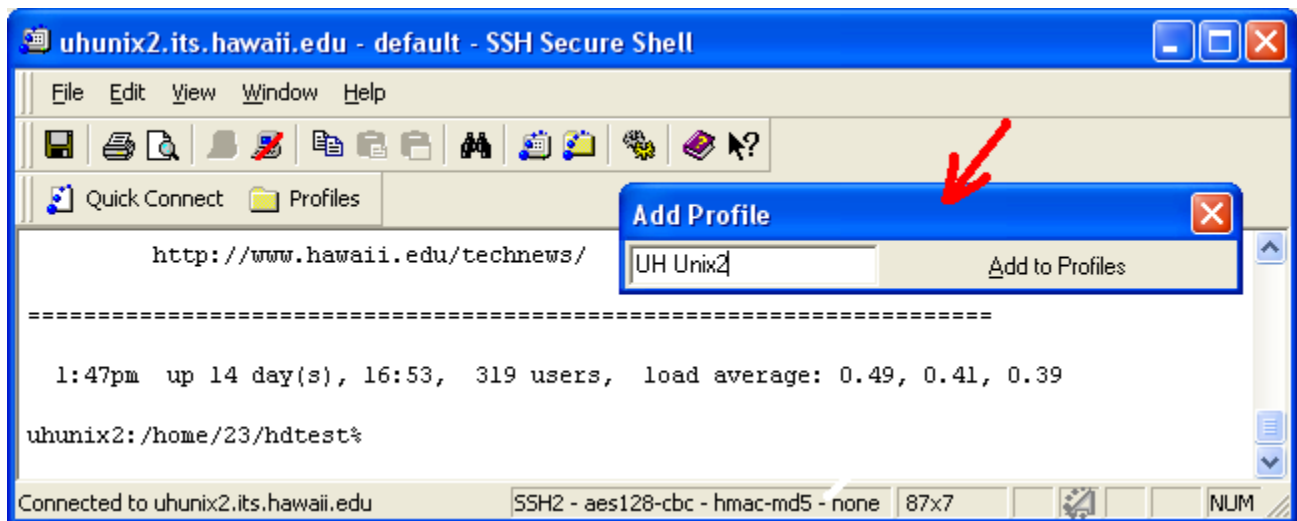 uhunix2.its.hawaii.edu - default - SSH Secure Shell
File Edit View Window Help
Quick Connect Profiles
Add Profile
http://www.hawaii.edu/technews/
UH Unix2 Add to Profiles
=====================================================================
1:47pm up 14 day(s), 16:53, 319 users, load average: 0.49, 0.41, 0.39
uhunix2:/home/23/hdtest%
Connected to uhunix2.its.hawaii.edu SSH2 - aes128-cbc - hmac-md5 - none 87x7 NUM